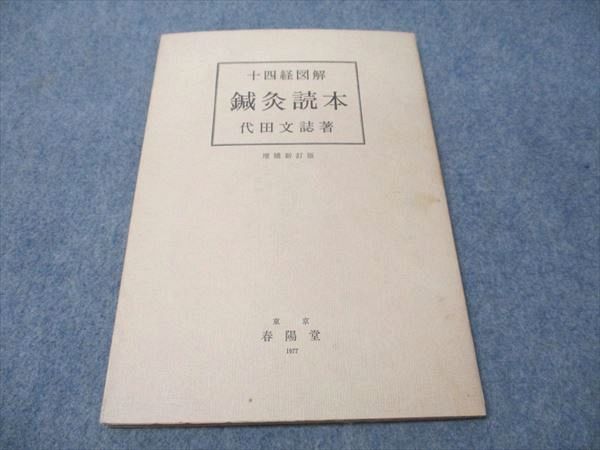 十四経図解
鍼灸読本
代田文誌著
増補新訂版
東京
春陽堂
1977